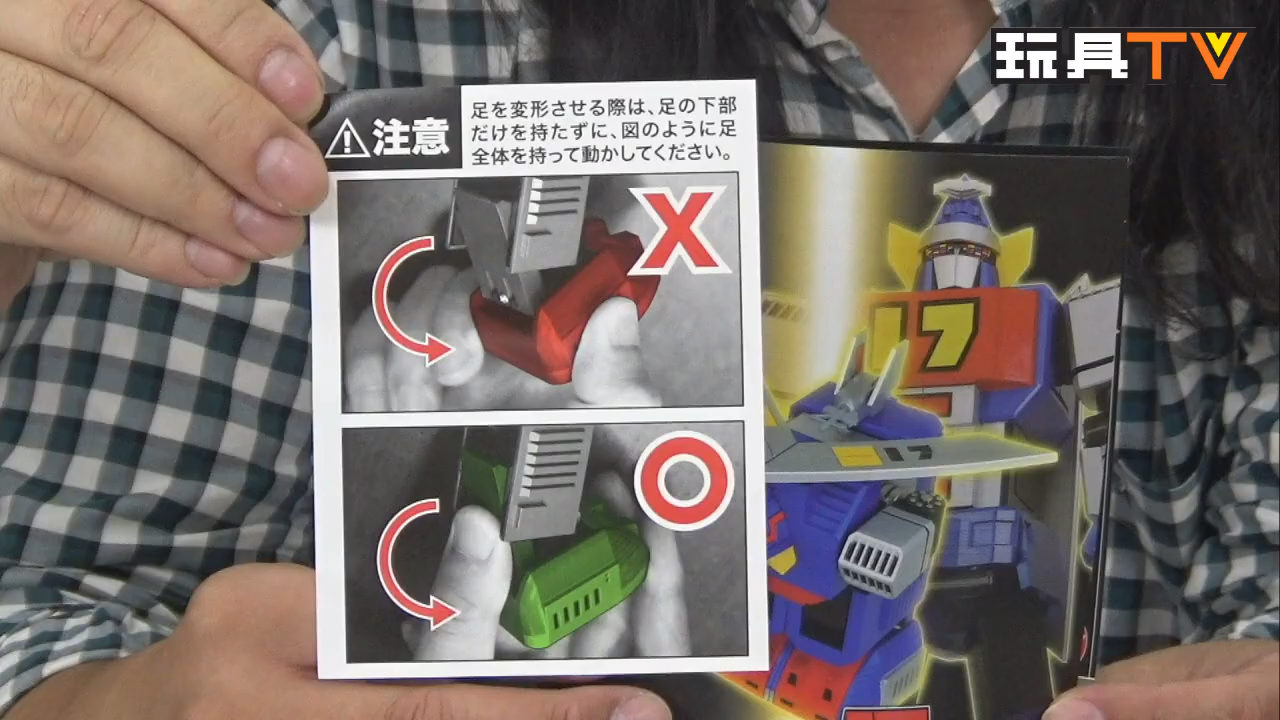 玩具TV
注意
足を変形させる際は、足の下部
だけを持たずに、図のように足
全体を持って動かしてください。
X
17
17